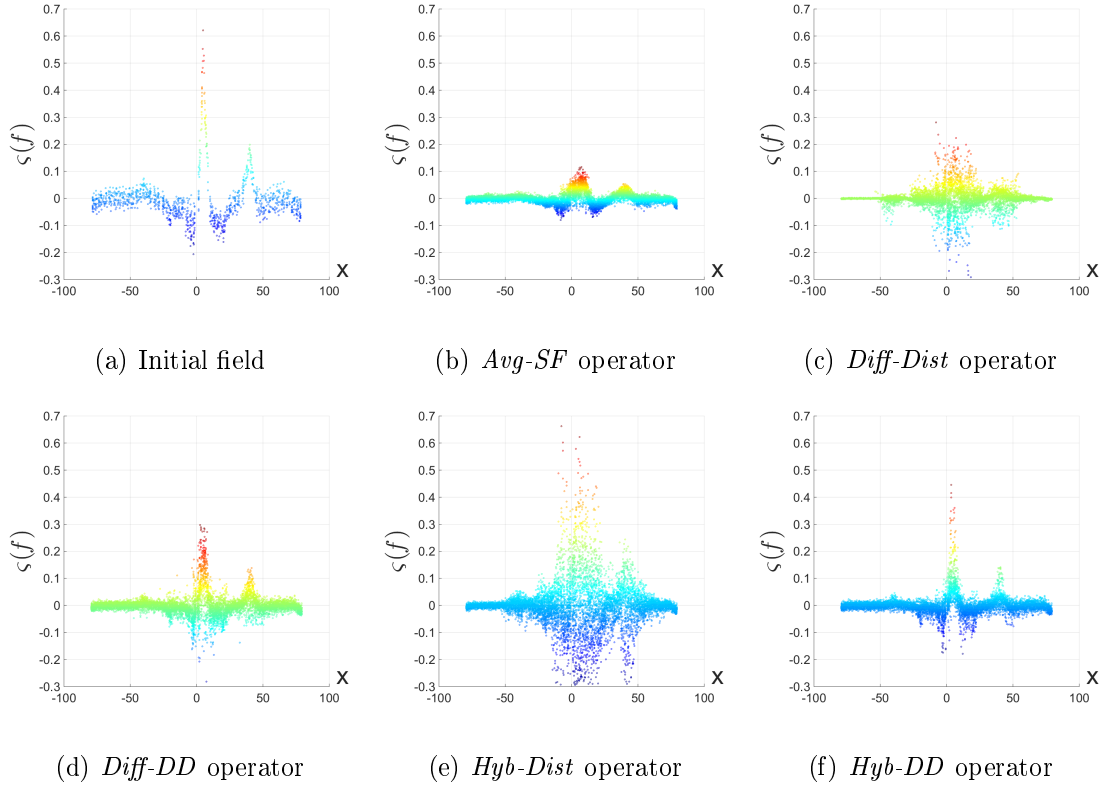 0.7 0.7 0.7
0.6 0.6 0.6
0.5 0.5 0.5
0.4 0.4 0.4
0.3 0.3 0.3
ς(f) 0.2 ς(f) 0.2 ς(f) 0.2
0.1 0.1 0.1
0 0 0
-0.1 -0.1 -0.1
-0.2 -0.2 -0.2
x x x
-0.3 -0.3 -0.3
-100 -50 0 50 100 -100 -50 0 50 100 -100 -50 0 50 100
(a) Initial field (b) Avg-SF operator (c) Diff-Dist operator
0.7 0.7 0.7
0.6 0.6 0.6
0.5 0.5 0.5
0.4 0.4 0.4
0.3 0.3 0.3
ς(f) 0.2 ς(f) 0.2 ς(f) 0.2
0.1 0.1 0.1
0 0 0
-0.1 -0.1 -0.1
-0.2 -0.2 -0.2
x x x
-0.3 -0.3 -0.3
-100 -50 0 50 100 -100 -50 0 50 100 -100 -50 0 50 100
(d) Diff-DD operator (e) Hyb-Dist operator (f) Hyb-DD operator